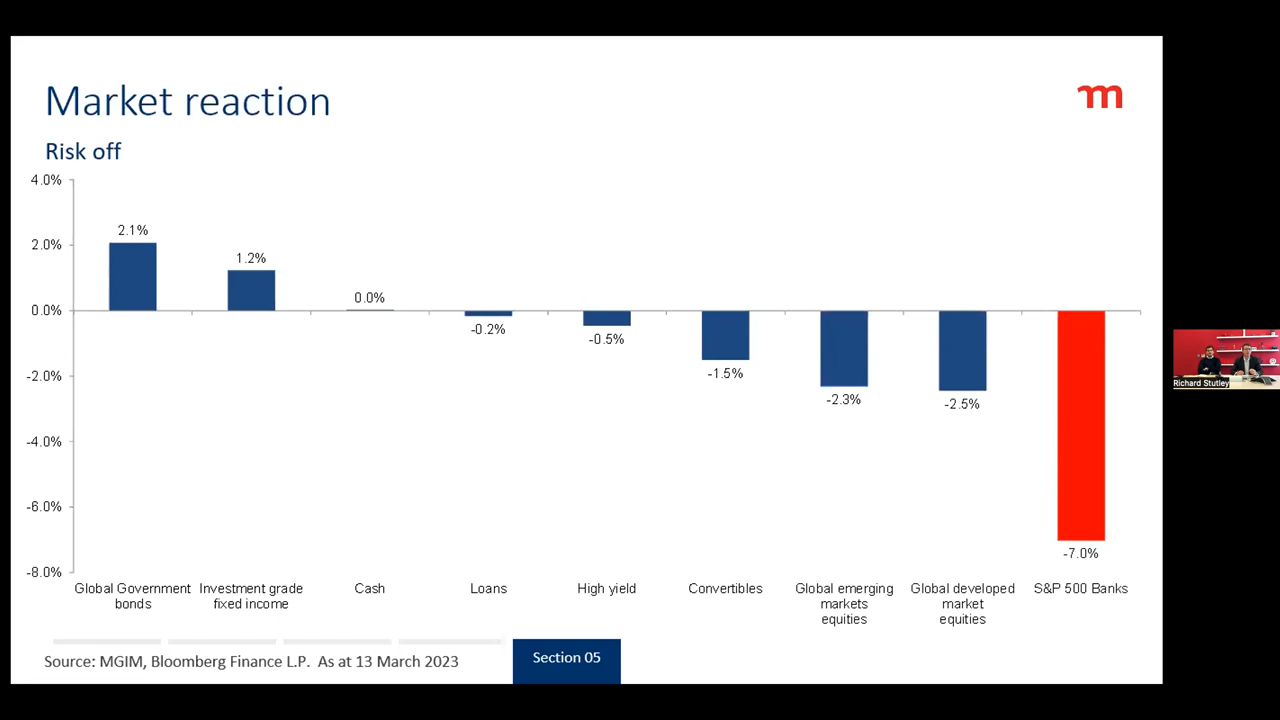 Market reaction
m
Risk off
4.0%
2.0%
0.0%
-2.0%
-4.0%
-6.0%
-8.0%
2.1%
1.2%
0.0%
-0.2%
-0.5%
-1.5%
-2.3%
-2.5%
-7.0%
Global Government
bonds
Investment grade
fixed income
Cash
Loans
High yield
Convertibles
Global emerging
markets
equities
Global developed
market
equities
S&P 500 Banks
Source: MGIM, Bloomberg Finance L.P.  As at 13 March 2023
Section 05
Richard Stutley